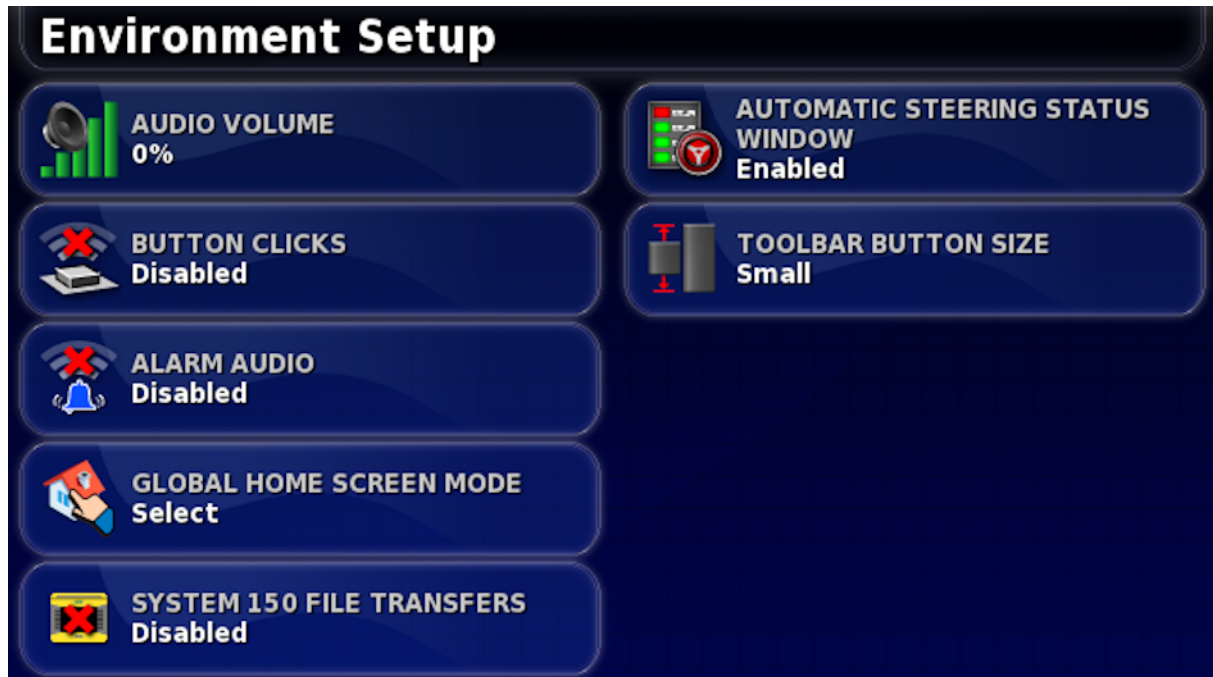 Environment Setup
AUDIO VOLUME
0%
BUTTON CLICKS
Disabled
ALARM AUDIO
Disabled
GLOBAL HOME SCREEN MODE
Select
SYSTEM 150 FILE TRANSFERS
Disabled
AUTOMATIC STEERING STATUS
WINDOW
Enabled
TOOLBAR BUTTON SIZE
Small